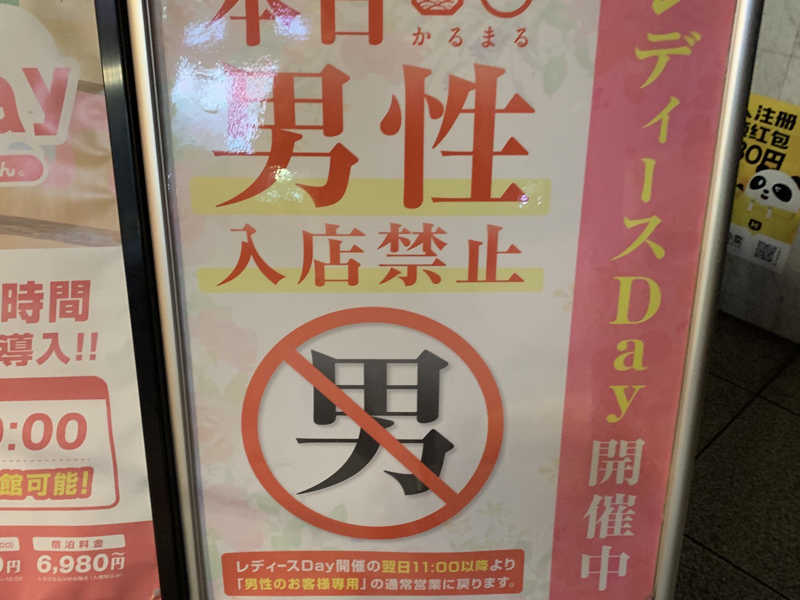 本日
かるまる
男性
入店禁止
男
レディースDay開催の翌日11:00以降より
「男性のお客様専用」の通常営業に戻ります。
ディースDay開催中
ay
ん。
時間
導入!!
:00
館可能!
宿泊料金
円
6,980円
注册
红包
80円